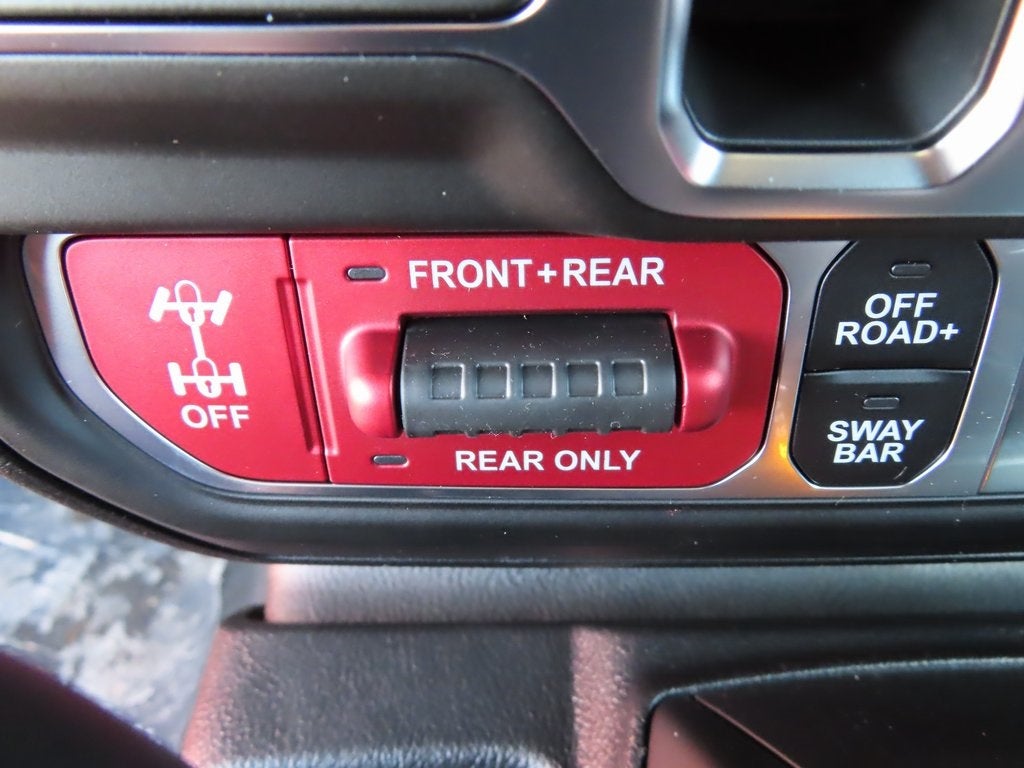 FRONT+REAR
OFF
REAR ONLY
OFF
ROAD+
SWAY
BAR